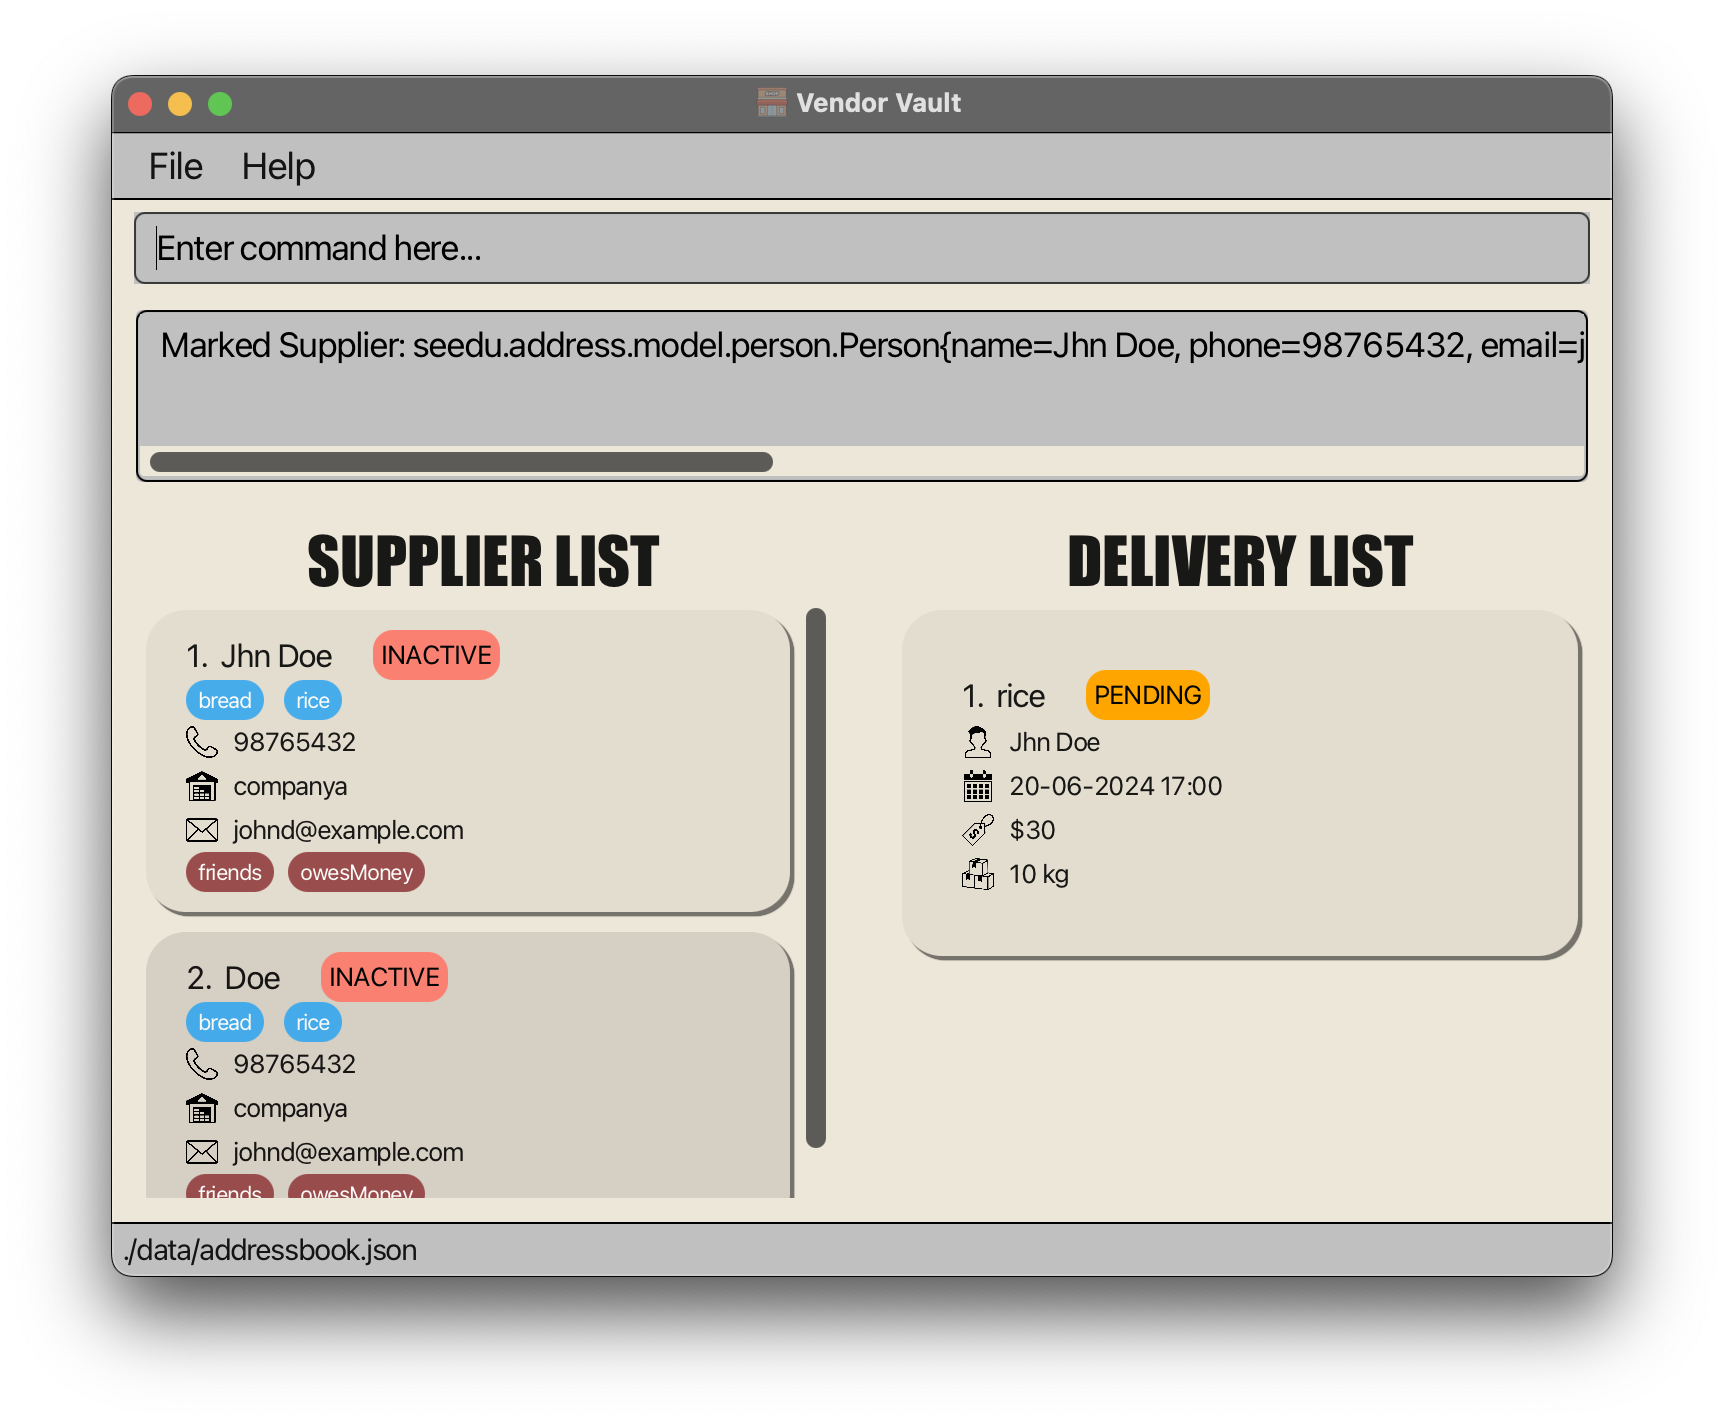 Vendor Vault
File Help
Enter command here...
Marked Supplier: seedu.address.model.person.Person{name=Jhn Doe, phone=98765432, email=j
SUPPLIER LIST
1. Jhn Doe INACTIVE
bread rice
98765432
companya
johnd@example.com
friends owesMoney
2. Doe INACTIVE
bread rice
98765432
companya
johnd@example.com
friends owesMoney
DELIVERY LIST
1. rice PENDING
Jhn Doe
20-06-2024 17:00
$30
10 kg
./data/addressbook.json